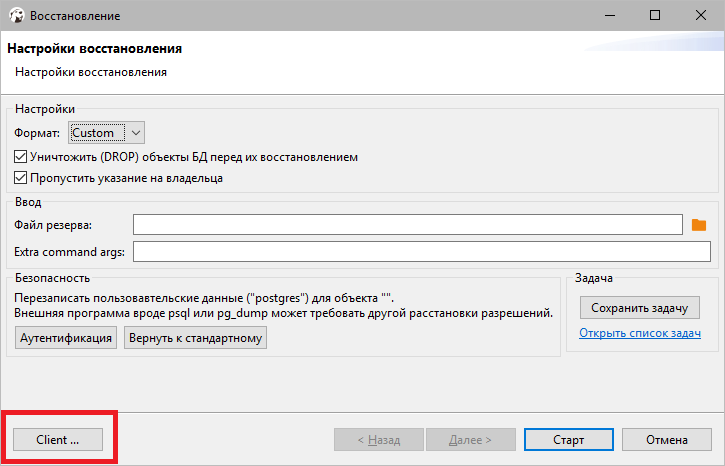 Восстановление
Настройки восстановления
Настройки восстановления
Настройки
Формат: Custom
Уничтожить (DROP) объекты БД перед их восстановлением
Пропустить указание на владельца
Ввод
Файл резерва:
Extra command args:
Безопасность
Перезаписать пользовавтельские данные ("postgres") для объекта "".
Внешняя программа вроде psql или pg_dump может требовать другой расстановки разрешений.
Аутентификация Вернуть к стандартному
Задача
Сохранить задачу
Открыть список задач
Client ... < Назад Далее > Старт Отмена